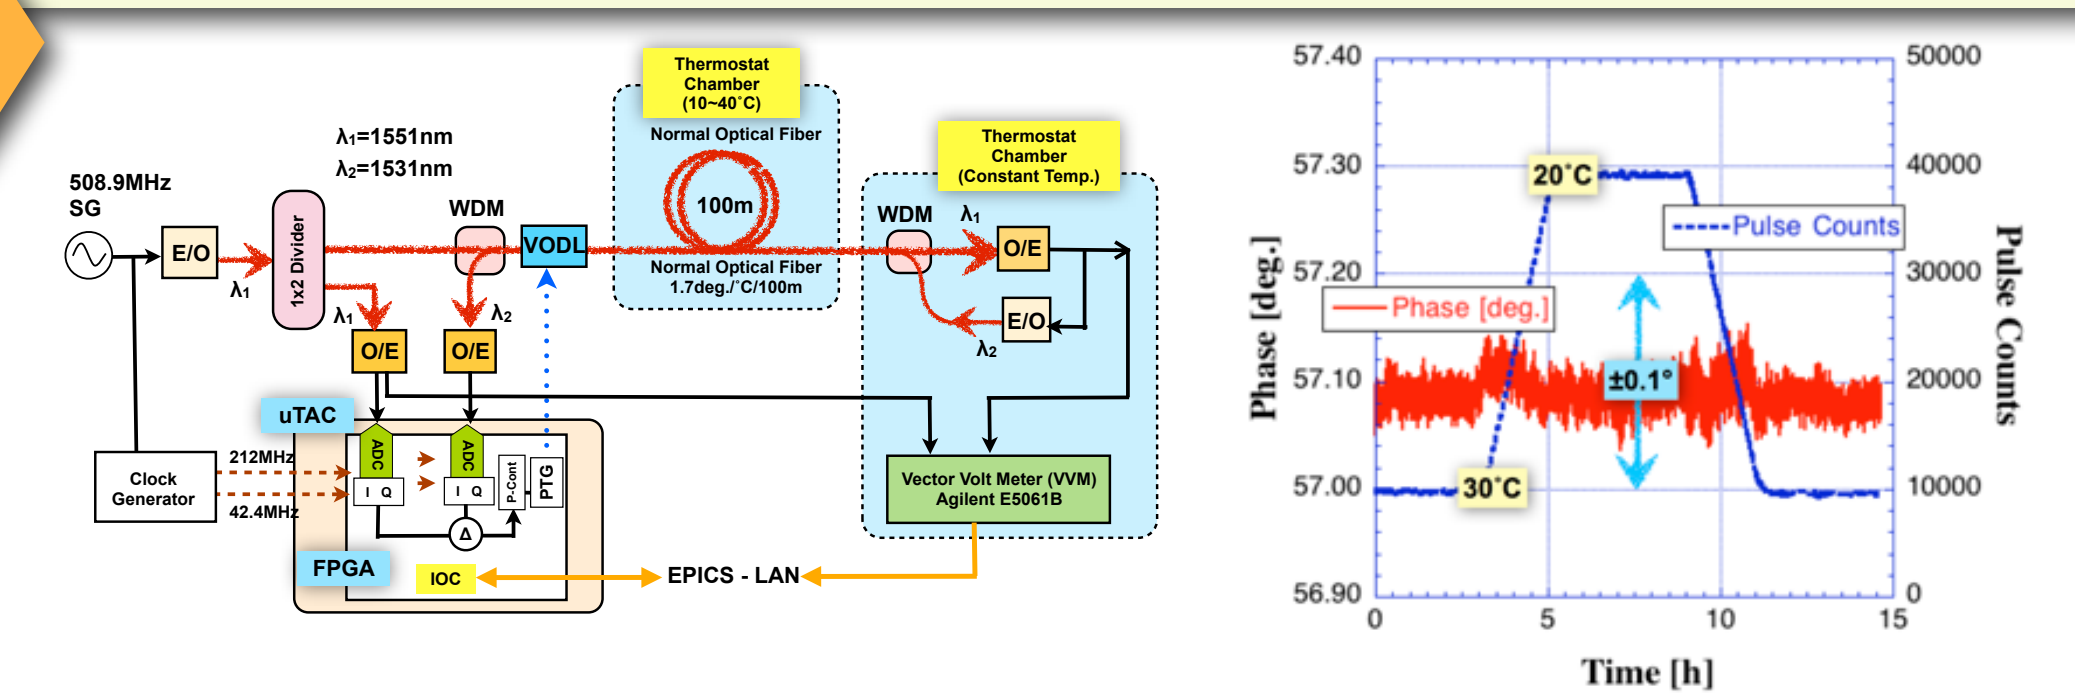 λ₁=1551nm
λ₂=1531nm
508.9MHz
SG
E/O
λ₁
1x2 Divider
λ₁
WDM
λ₂
VODL
Thermostat
Chamber
(10~40˚C)
Normal Optical Fiber
100m
Normal Optical Fiber
1.7deg./˚C/100m
Thermostat
Chamber
(Constant Temp.)
WDM
λ₁
O/E
E/O
λ₂
O/E
O/E
uTAC
ADC
ADC
I Q
I Q
P-Cont
PTG
Δ
212MHz
42.4MHz
Clock
Generator
FPGA
IOC
EPICS - LAN
Vector Volt Meter (VVM)
Agilent E5061B
57.40
57.30
57.20
57.10
57.00
56.90
Phase [deg.]
50000
40000
30000
20000
10000
0
Pulse Counts
20˚C
Pulse Counts
Phase [deg.]
±0.1°
30˚C
0
5
10
15
Time [h]